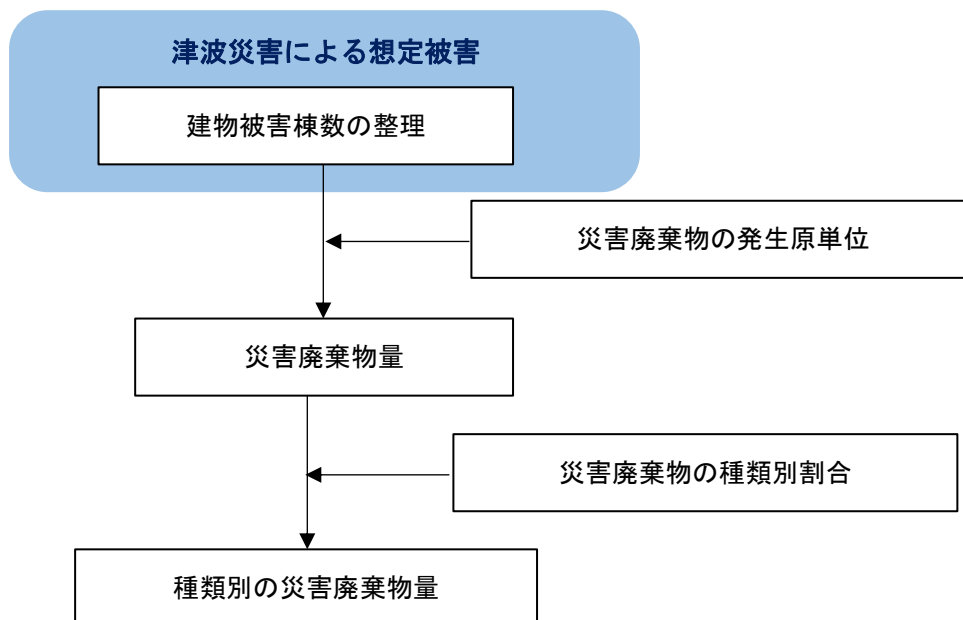 津波災害による想定被害
建物被害棟数の整理
災害廃棄物の発生原単位
災害廃棄物量
災害廃棄物の種類別割合
種類別の災害廃棄物量